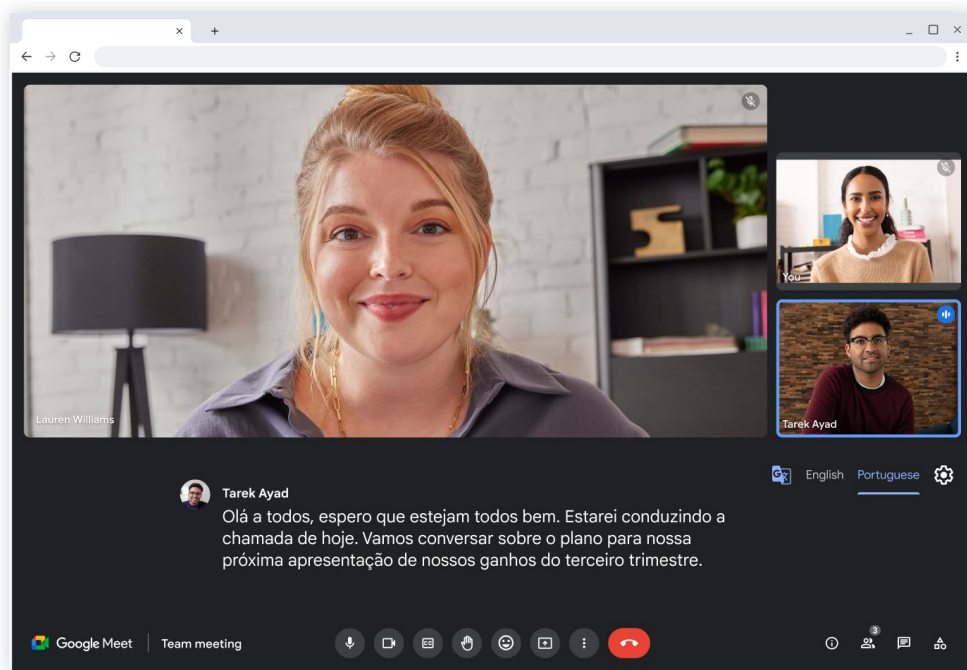 Lauren Williams
You
Tarek Ayad
English Portuguese
Tarek Ayad
Olá a todos, espero que estejam todos bem. Estarei conduzindo a
chamada de hoje. Vamos conversar sobre o plano para nossa
próxima apresentação de nossos ganhos do terceiro trimestre.
Google Meet Team meeting
CC
3